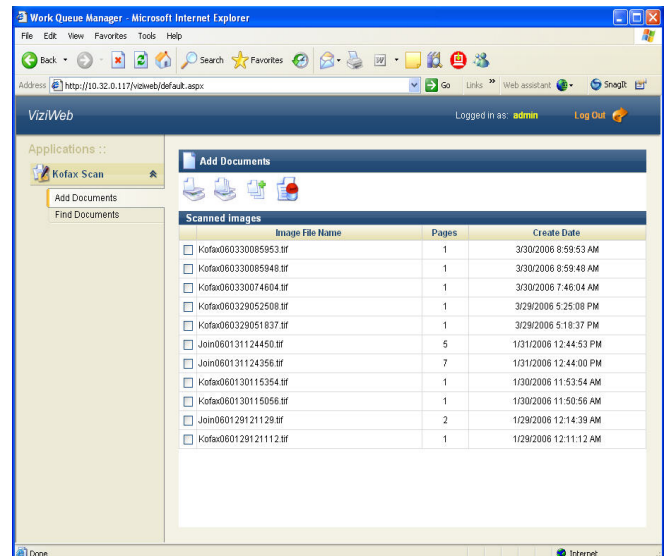 Work Queue Manager - Microsoft Internet Explorer
File Edit View Favorites Tools Help
Back Search Favorites W
Address http://10.32.0.117/viziweb/default.aspx Go Links » Web assistant SnagIt
ViziWeb Logged in as: admin Log Out
Applications ::
Kofax Scan
Add Documents
Find Documents
Add Documents
Scanned images
Image File Name Pages Create Date
Kofax060330085953.tif 1 3/30/2006 8:59:53 AM
Kofax060330085948.tif 1 3/30/2006 8:59:48 AM
Kofax060330074604.tif 1 3/30/2006 7:46:04 AM
Kofax060329052508.tif 1 3/29/2006 5:25:08 PM
Kofax060329051837.tif 1 3/29/2006 5:18:37 PM
Join060131124450.tif 5 1/31/2006 12:44:53 PM
Join060131124356.tif 7 1/31/2006 12:44:00 PM
Kofax060130115354.tif 1 1/30/2006 11:53:54 AM
Kofax060130115056.tif 1 1/30/2006 11:50:56 AM
Join060129121129.tif 2 1/29/2006 12:14:39 AM
Kofax060129121112.tif 1 1/29/2006 12:11:12 AM
Done Internet